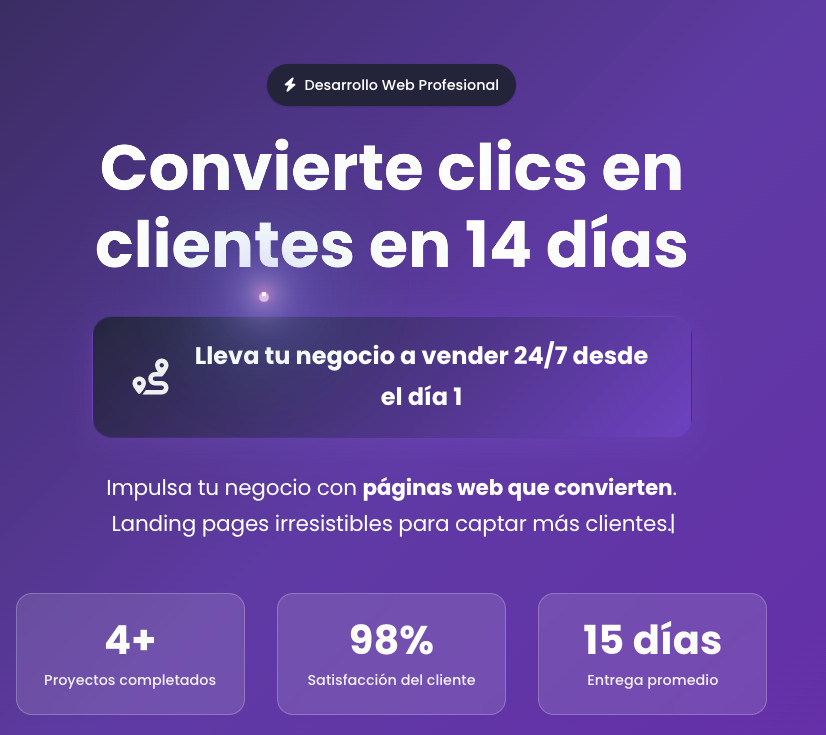 Desarrollo Web Profesional
Convierte clics en
clientes en 14 días
Lleva tu negocio a vender 24/7 desde
el día 1
Impulsa tu negocio con páginas web que convierten.
Landing pages irresistibles para captar más clientes.|
4+
Proyectos completados
98%
Satisfacción del cliente
15 días
Entrega promedio